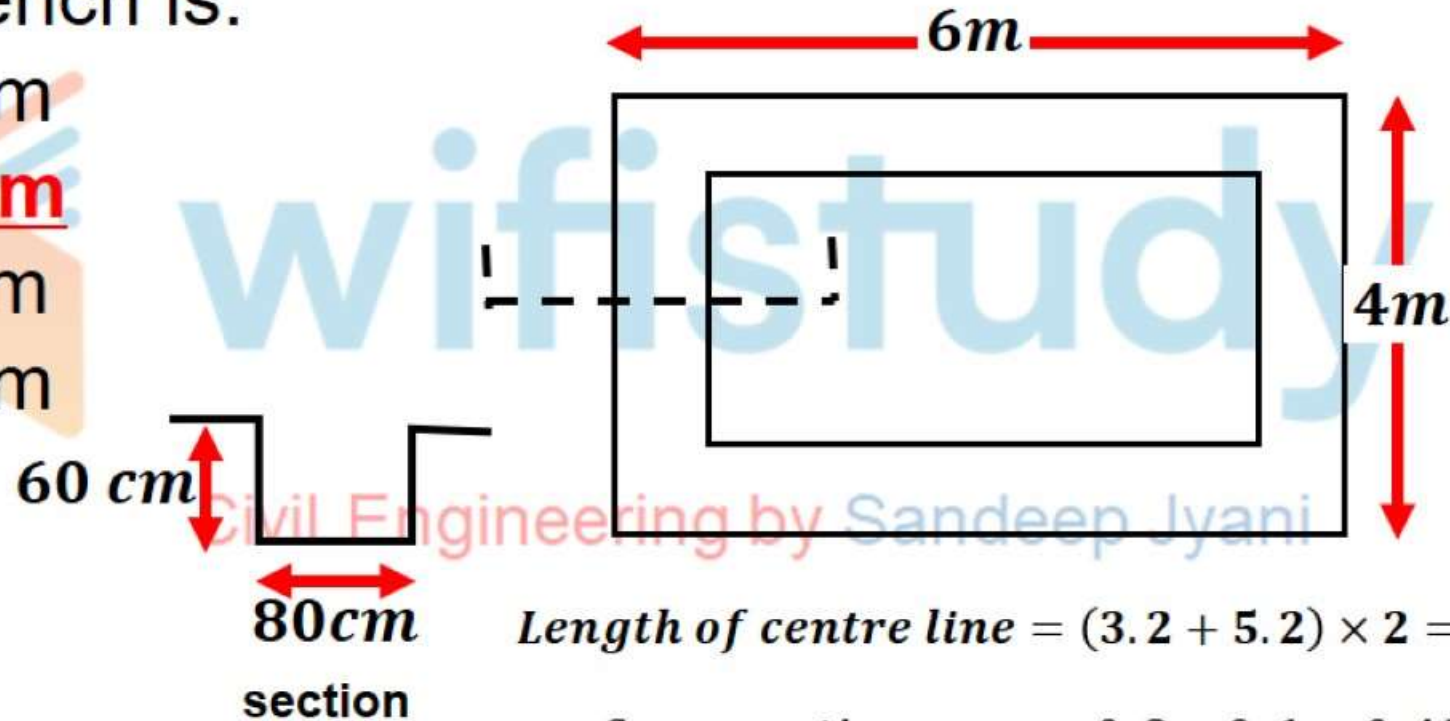 is:
6m
m
m
wifistudy
m
4m
m
60 cm
Civil Engineering by Sandeep Jyani
80cm
Length of centre line = (3.2 + 5.2) × 2 =
section